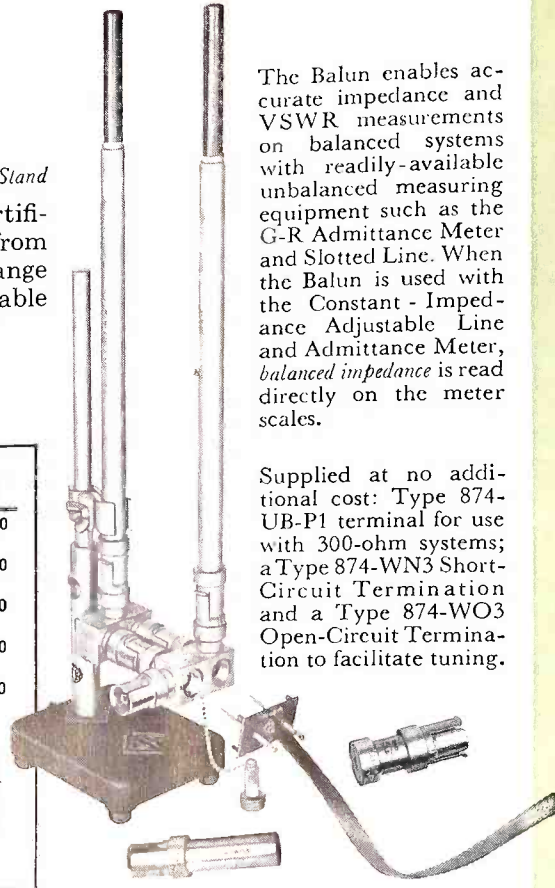 Stand
rtifi-
from
ange
able
0
0
0
0
0
The Balun enables ac-
curate impedance and
VSWR measurements
on balanced systems
with readily-available
unbalanced measuring
equipment such as the
G-R Admittance Meter
and Slotted Line. When
the Balun is used with
the Constant - Imped-
ance Adjustable Line
and Admittance Meter,
balanced impedance is read
directly on the meter
scales.
Supplied at no addi-
tional cost: Type 874-
UB-P1 terminal for use
with 300-ohm systems;
a Type 874-WN3 Short-
Circuit Termination
and a Type 874-WO3
Open-Circuit Termina-
tion to facilitate tuning.